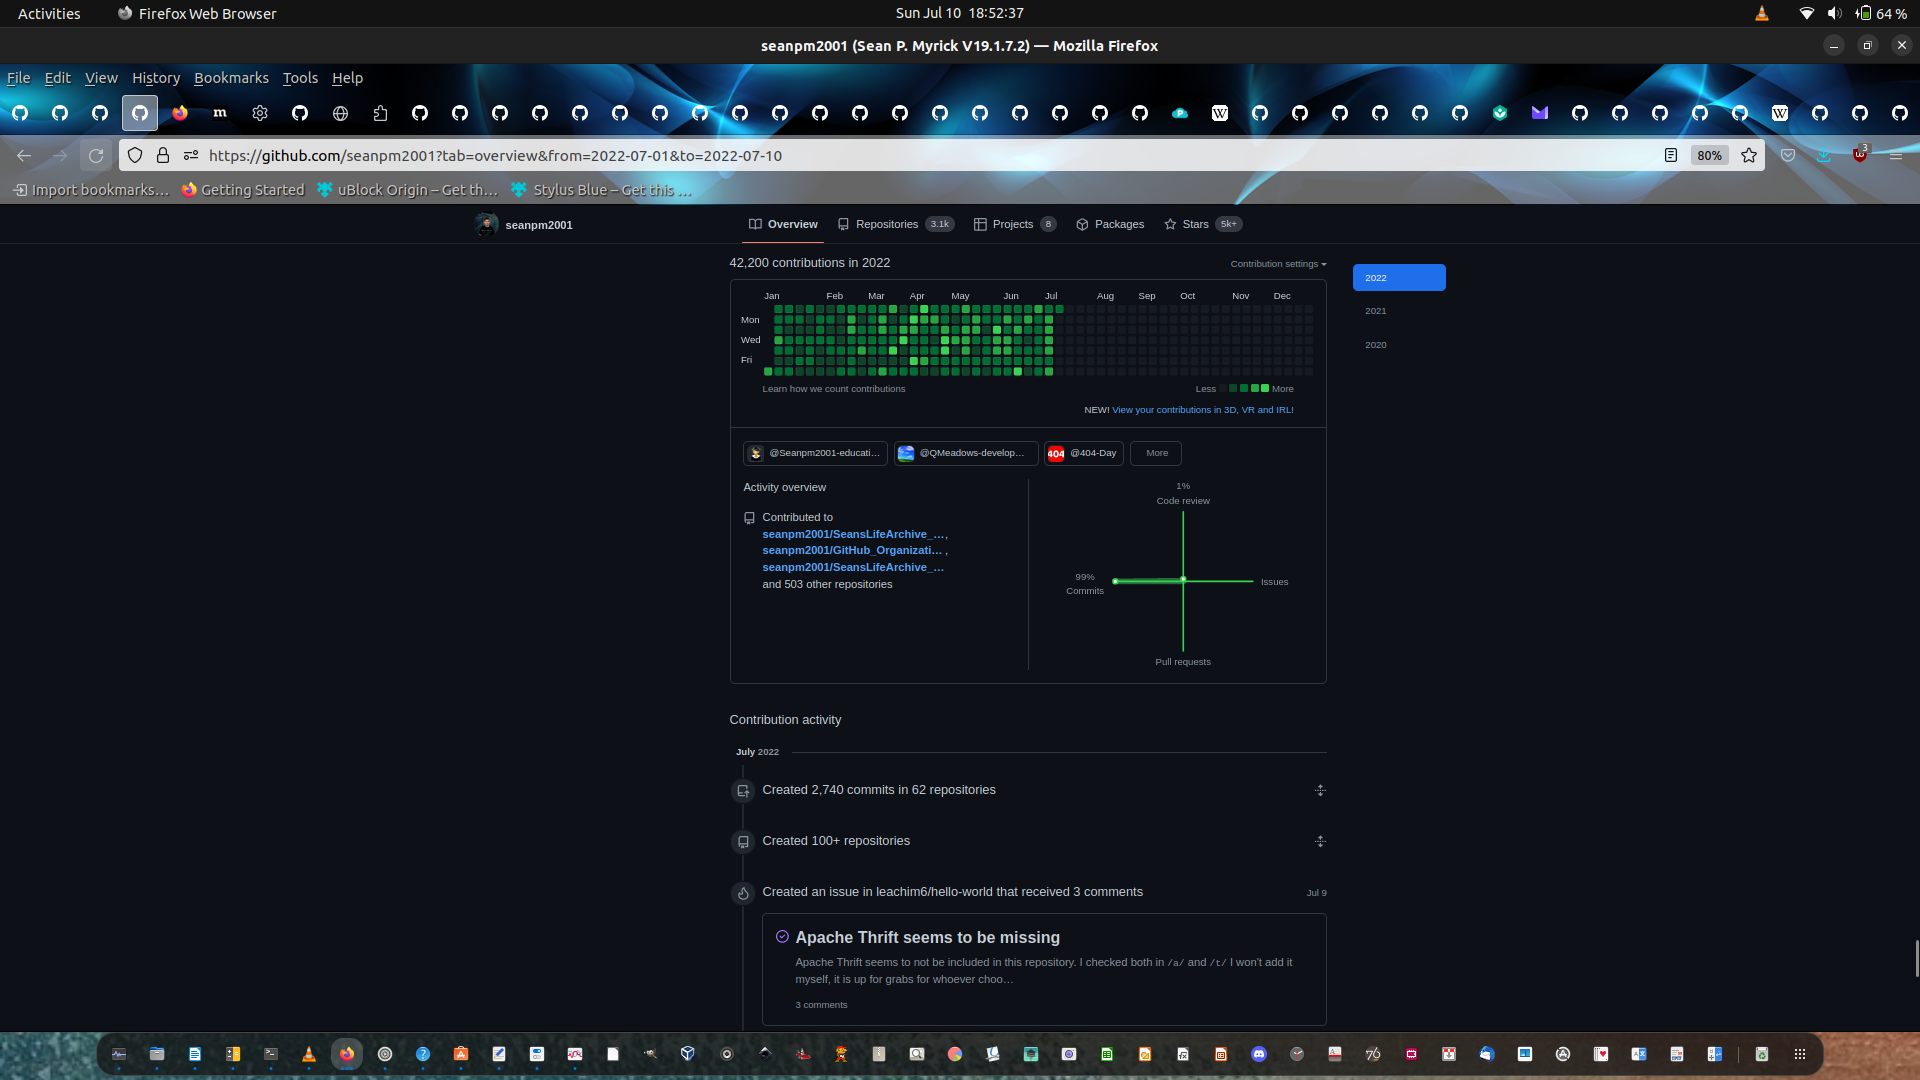 Activities
Firefox Web Browser
Sun Jul 10 18:52:37
64 %
seanpm2001 (Sean P. Myrick V19.1.7.2) — Mozilla Firefox
File Edit View History Bookmarks Tools Help
m
P
W
W
https://github.com/seanpm2001?tab=overview&from=2022-07-01&to=2022-07-10
80%
3
Import bookmarks…
Getting Started
uBlock Origin – Get th…
Stylus Blue – Get this …
seanpm2001
Overview
Repositories 3.1k
Projects 8
Packages
Stars 5k+
42,200 contributions in 2022
Contribution settings
2022
2021
2020
Jan Feb Mar Apr May Jun Jul Aug Sep Oct Nov Dec
Mon
Wed
Fri
Learn how we count contributions
Less More
NEW! View your contributions in 3D, VR and IRL!
@Seanpm2001-educati…
@QMeadows-develop…
404 @404-Day
More
Activity overview
Contributed to
seanpm2001/SeansLifeArchive_…,
seanpm2001/GitHub_Organizati… ,
seanpm2001/SeansLifeArchive_…
and 503 other repositories
1%
Code review
99%
Commits
Issues
Pull requests
Contribution activity
July 2022
Created 2,740 commits in 62 repositories
Created 100+ repositories
Created an issue in leachim6/hello-world that received 3 comments
Jul 9
Apache Thrift seems to be missing
Apache Thrift seems to not be included in this repository. I checked both in /a/ and /t/ I won't add it
myself, it is up for grabs for whoever choo…
3 comments